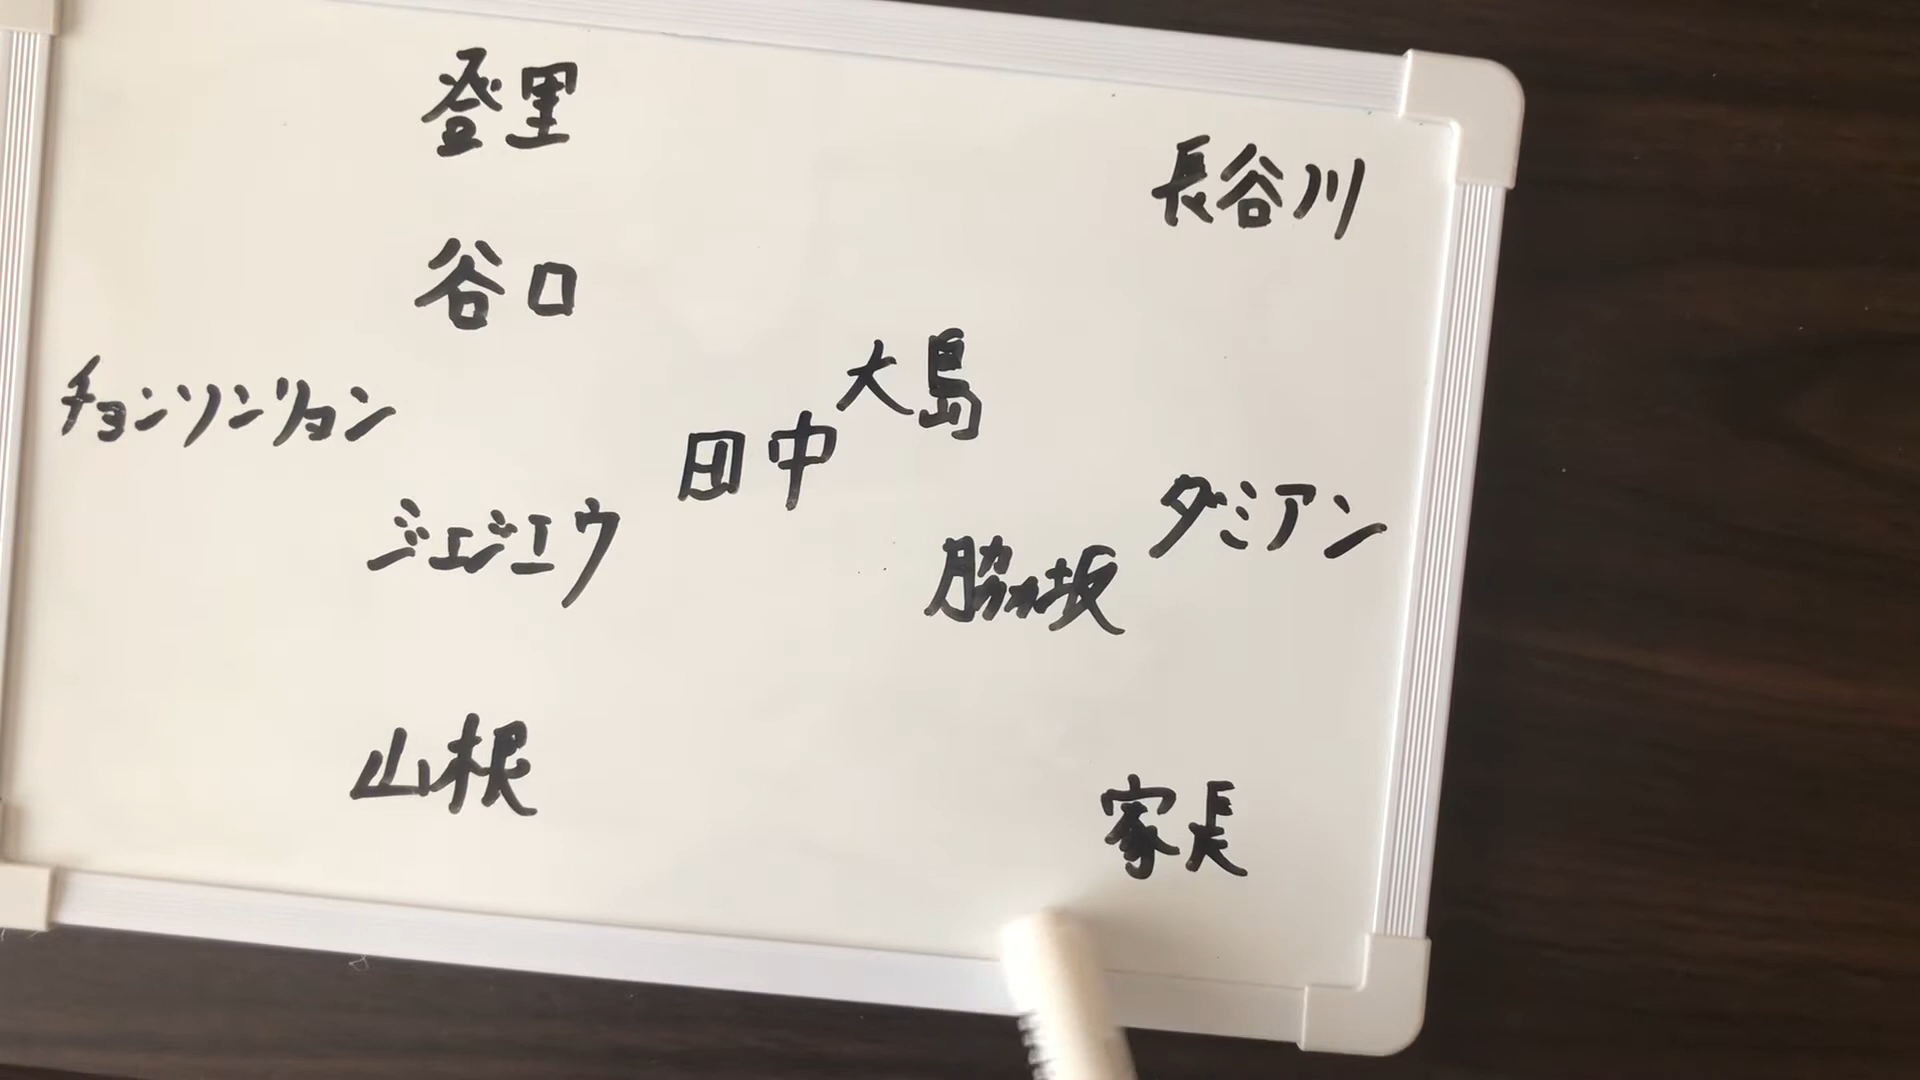 登里
長谷川
谷口
大島
チョンソンリョン
田中
ダミアン
ジェジエウ
脇坂
山根
家長